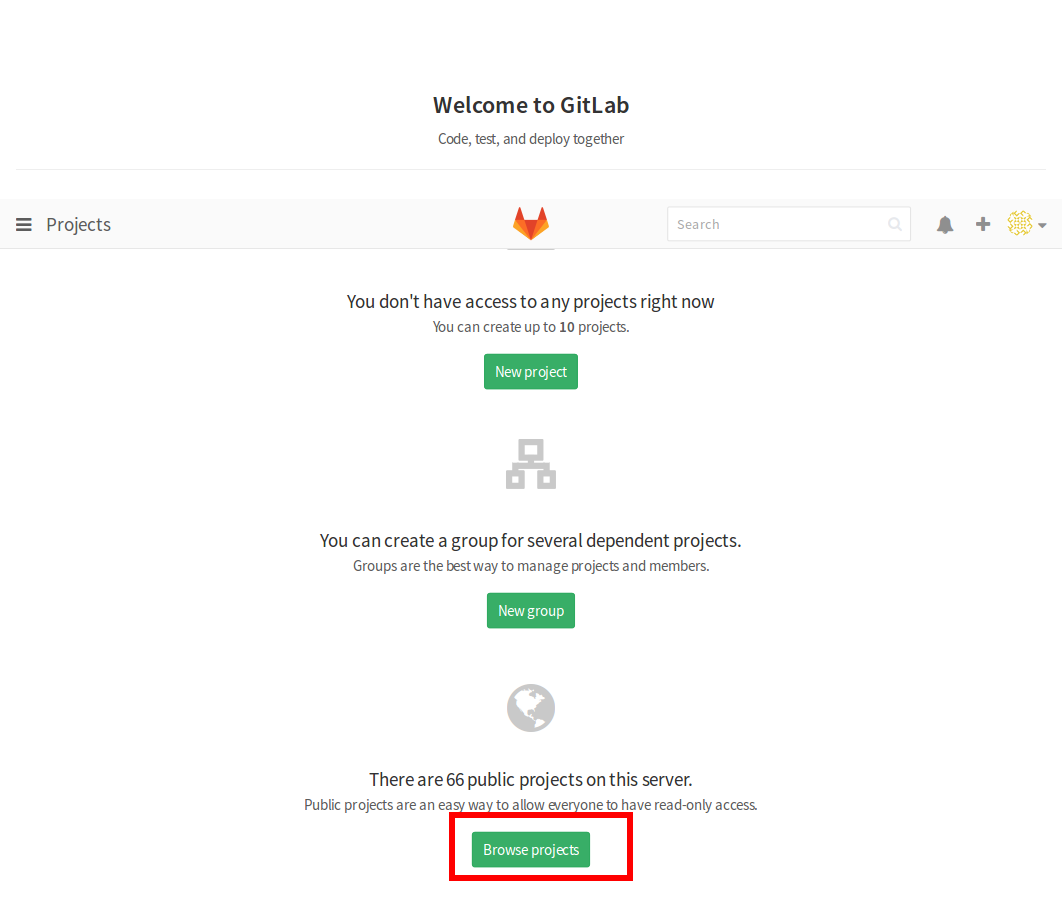 Welcome to GitLab
Code, test, and deploy together
Projects
Search
You don't have access to any projects right now
You can create up to 10 projects.
New project
You can create a group for several dependent projects.
Groups are the best way to manage projects and members.
New group
There are 66 public projects on this server.
Public projects are an easy way to allow everyone to have read-only access.
Browse projects